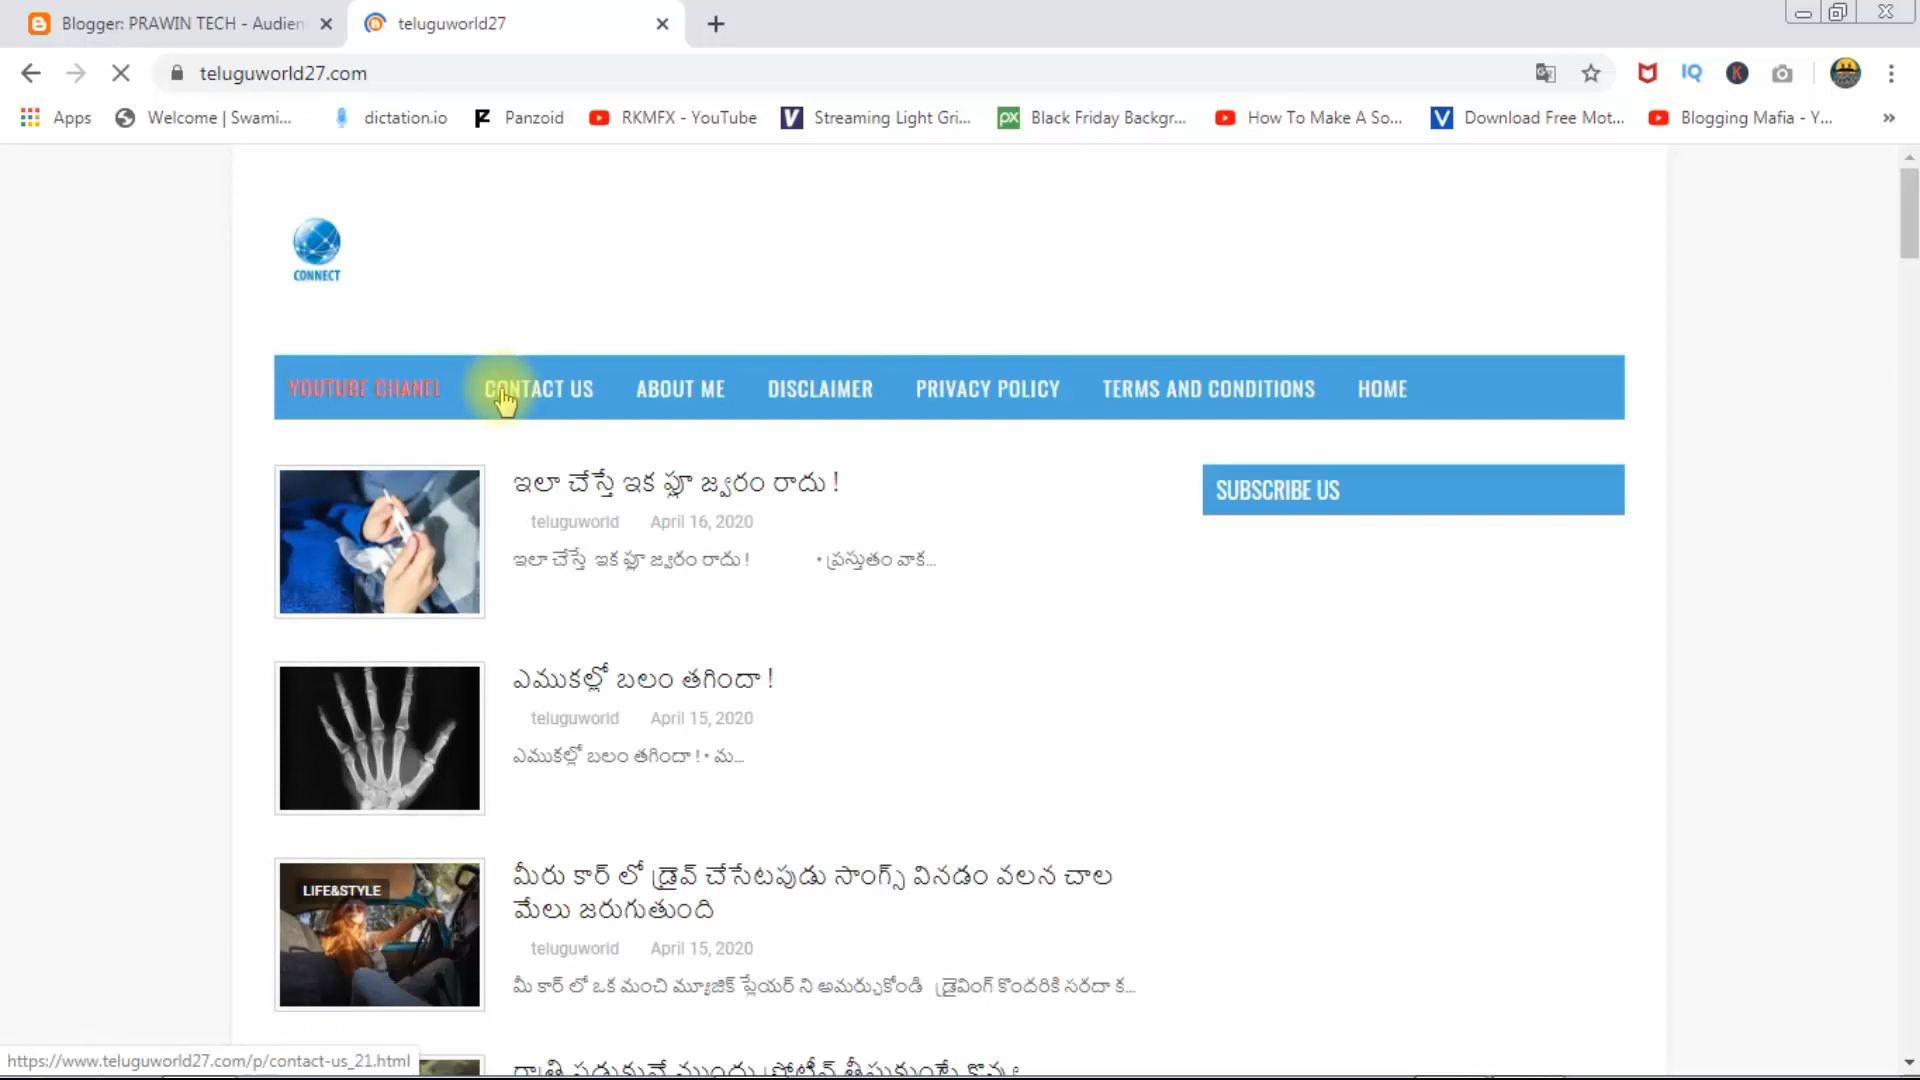 Blogger: PRAWIN TECH - Audien
teluguworld27
teluguworld27.com
Apps
Welcome | Swami...
dictation.io
Panzoid
RKMFX - YouTube
Streaming Light Gri...
Black Friday Backgr...
How To Make A So...
Download Free Mot...
Blogging Mafia - Y...
CONNECT
YOUTUBE CHANEL CONTACT US ABOUT ME DISCLAIMER PRIVACY POLICY TERMS AND CONDITIONS HOME
ఇలా చేస్తే ఇక ఫ్లూ జ్వరం రాదు !
teluguworld April 16, 2020
ఇలా చేస్తే ఇక ఫ్లూ జ్వరం రాదు ! • ప్రస్తుతం వాక...
SUBSCRIBE US
ఎముకల్లో బలం తగిందా !
teluguworld April 15, 2020
ఎముకల్లో బలం తగిందా ! • మ...
LIFE&STYLE
మీరు కార్ లో డ్రైవ్ చేసేటపుడు సాంగ్స్ వినడం వలన చాల
మేలు జరుగుతుంది
teluguworld April 15, 2020
మీ కార్ లో ఒక మంచి మ్యూజిక్ ప్లేయర్ ని అమర్చుకోండి డ్రైవింగ్ కొందరికి సరదా క...
https://www.teluguworld27.com/p/contact-us_21.html